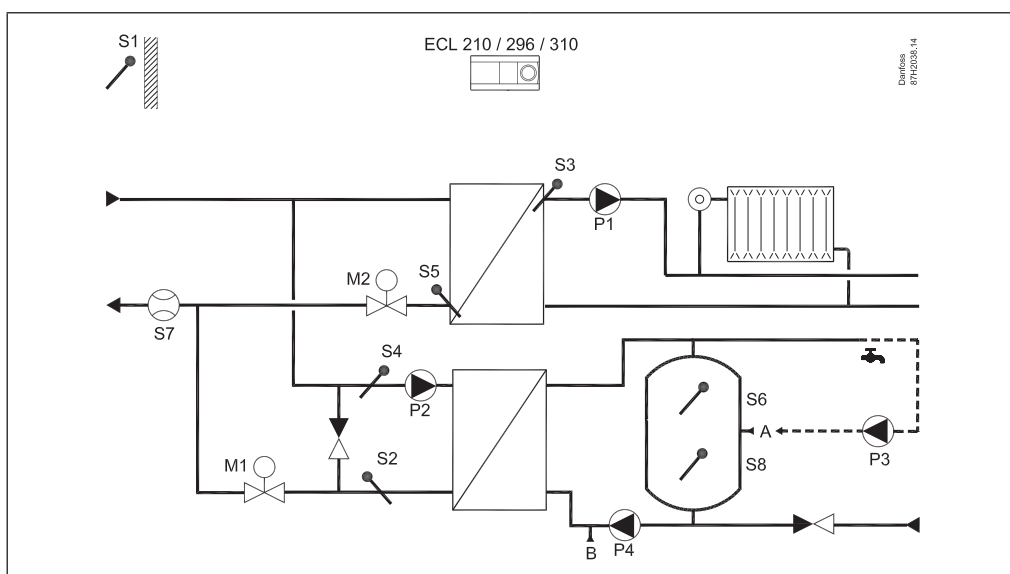 S1
ECL 210 / 296 / 310
Danfoss
87H2038.14
S3
P1
M2
S5
S7
S4
P2
S6
A
P3
S8
M1
S2
B
P4